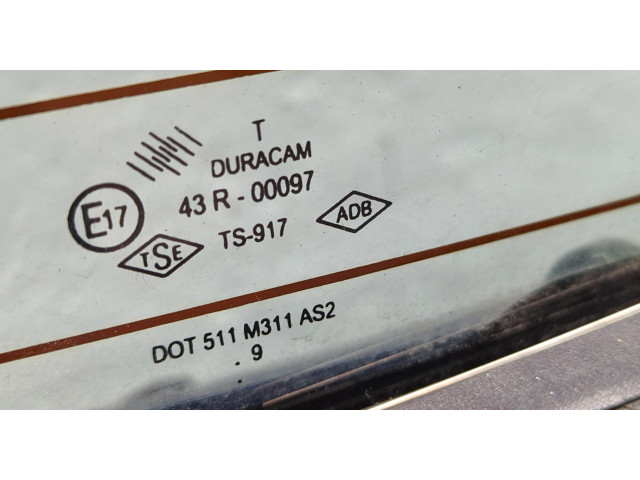 T
DURACAM
E17 43 R - 00097
TSE TS-917 ADB
DOT 511 M311 AS2
. 9